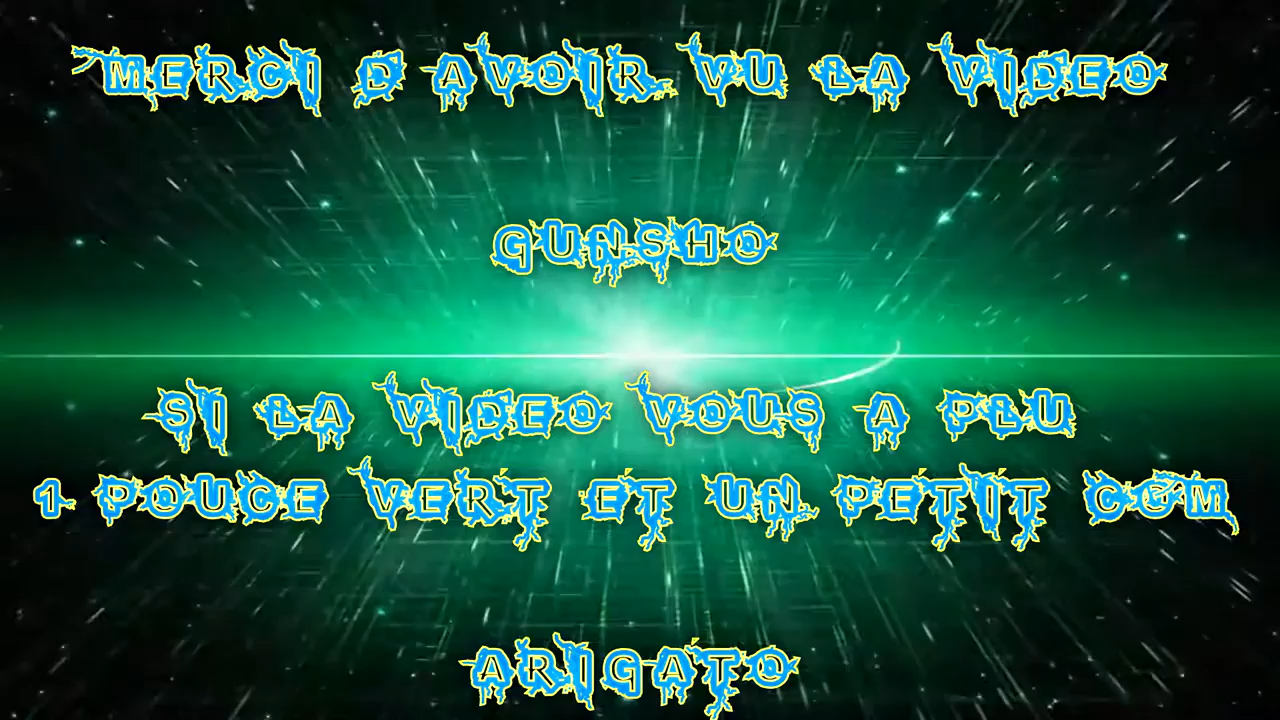 MERCI D AVOIR VU LA VIDEO
GUNSHO
SI LA VIDEO VOUS A PLU
1 POUCE VERT ET UN PETIT COM
ARIGATO